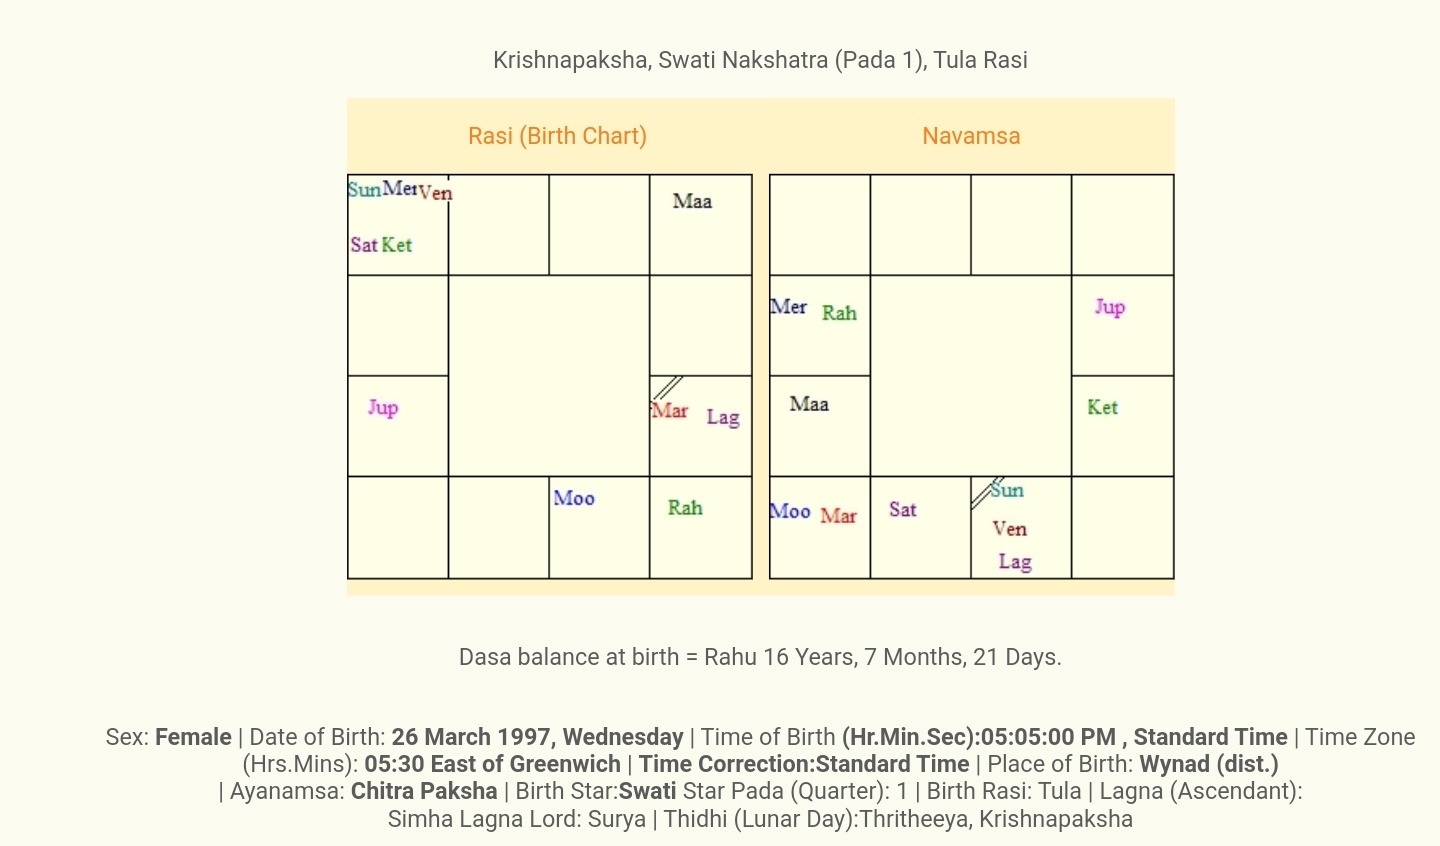 Krishnapaksha, Swati Nakshatra (Pada 1), Tula Rasi
Rasi (Birth Chart) Navamsa
Sun Mer Ven Maa
Sat Ket
Mer Rah Jup
Jup Mar Lag Maa Ket
Moo Rah Moo Mar Sat Sun
Ven
Lag
Dasa balance at birth = Rahu 16 Years, 7 Months, 21 Days.
Sex: Female | Date of Birth: 26 March 1997, Wednesday | Time of Birth (Hr.Min.Sec):05:05:00 PM , Standard Time | Time Zone
(Hrs.Mins): 05:30 East of Greenwich | Time Correction:Standard Time | Place of Birth: Wynad (dist.)
| Ayanamsa: Chitra Paksha | Birth Star:Swati Star Pada (Quarter): 1 | Birth Rasi: Tula | Lagna (Ascendant):
Simha Lagna Lord: Surya | Thidhi (Lunar Day):Thritheeya, Krishnapaksha